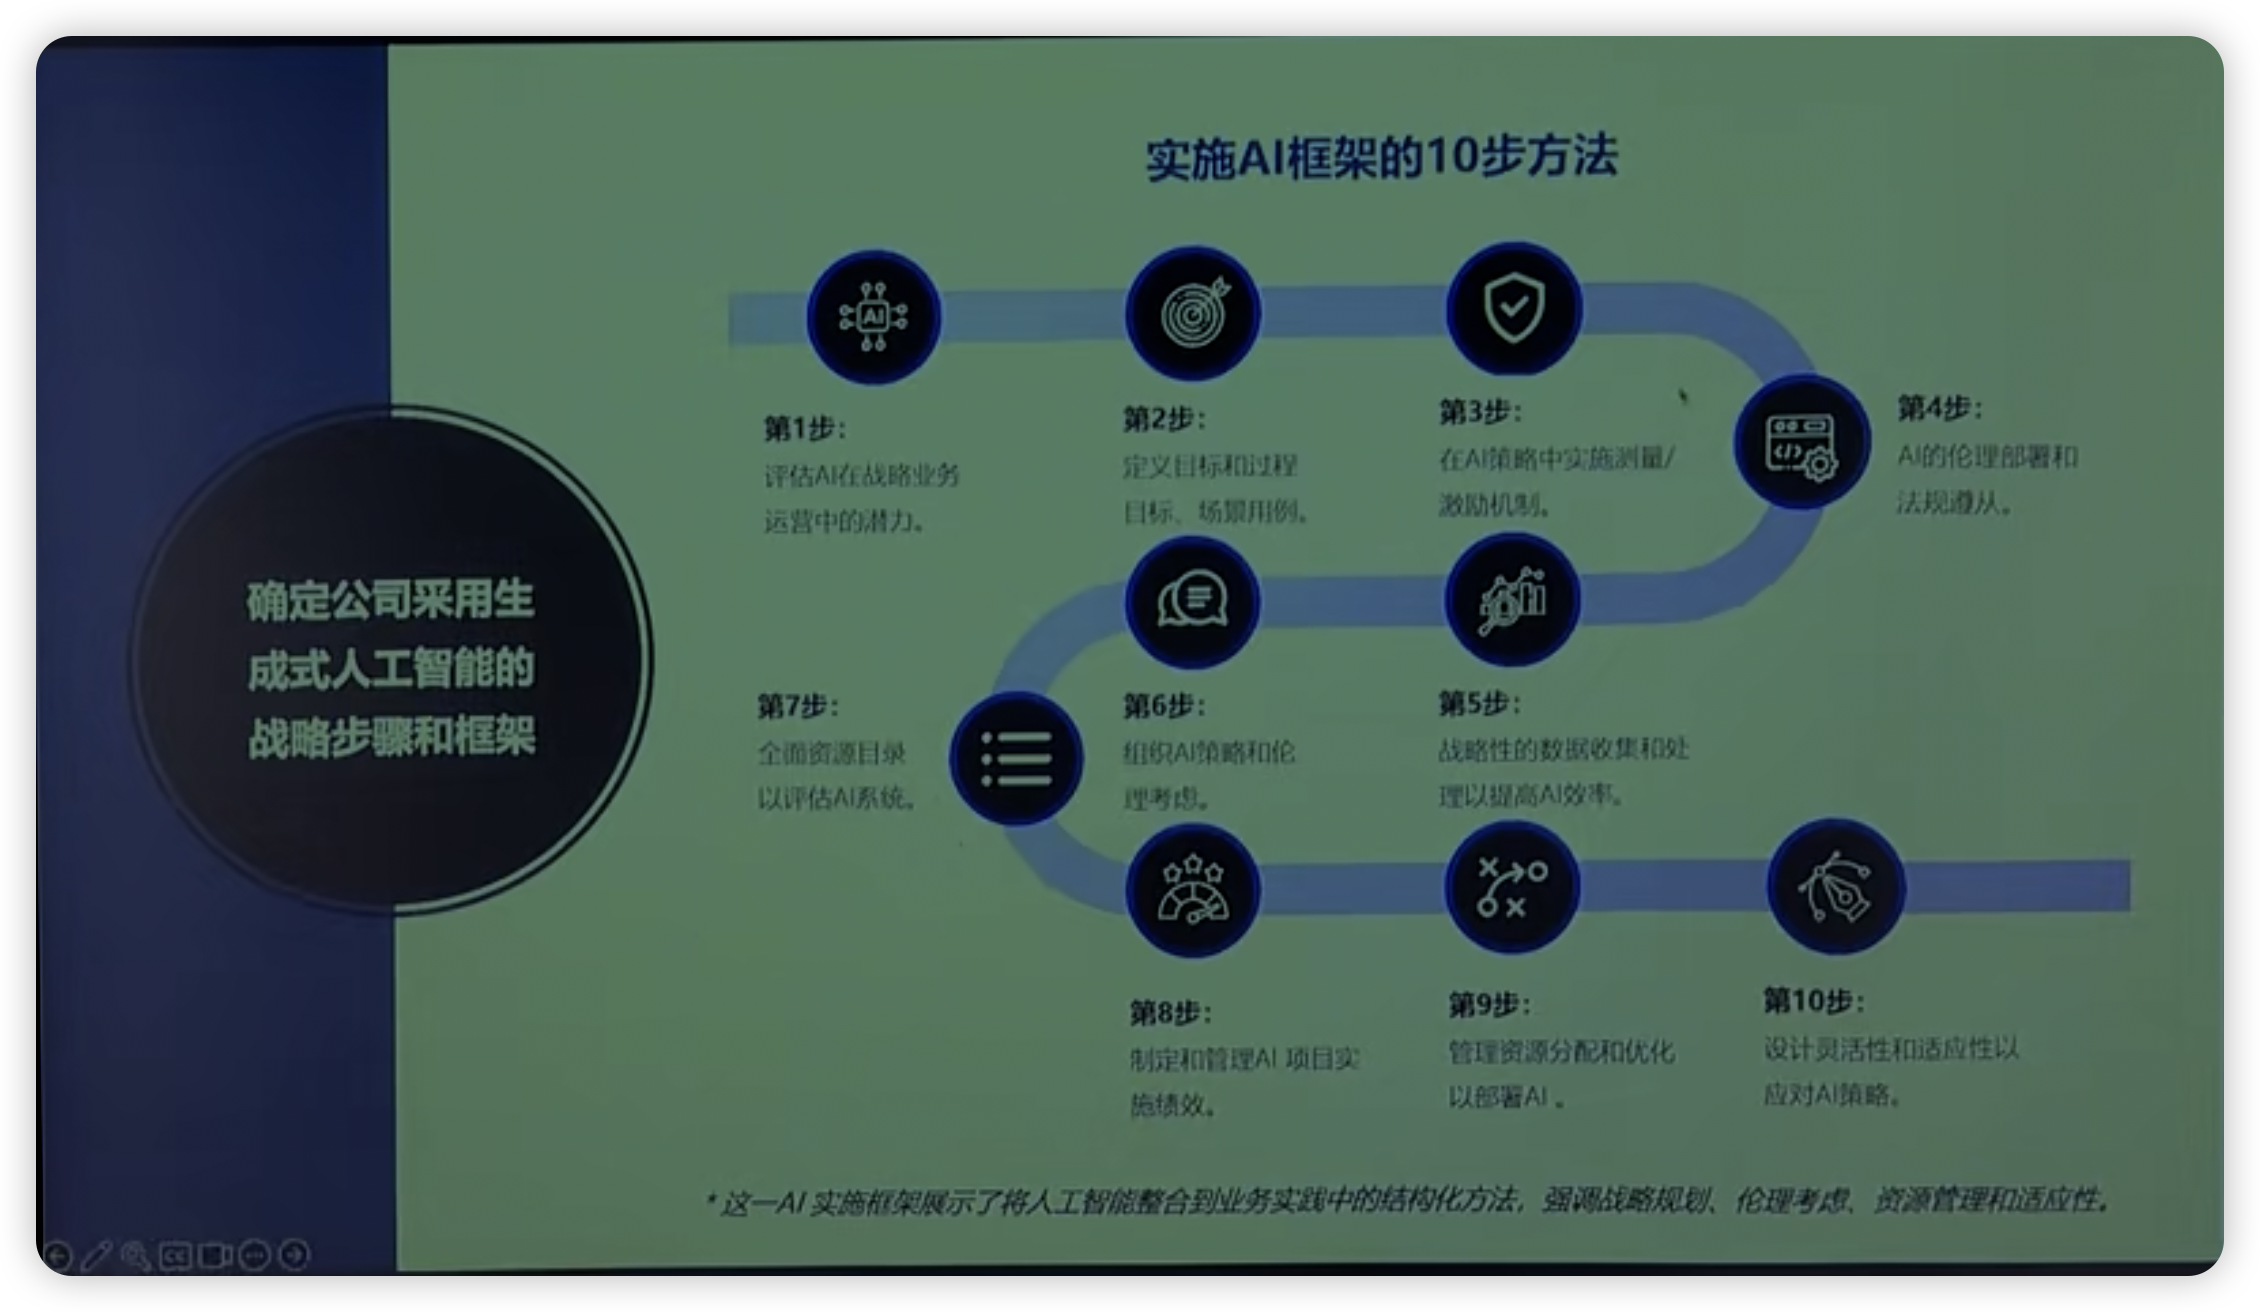 实施AI框架的10步方法
确定公司采用生
成式人工智能的
战略步骤和框架
AI
第1步：
评估AI在战略业务
运营中的潜力。
第2步：
定义目标和过程
目标、场景用例。
第3步：
在AI策略中实施测量/
激励机制。
</>
第4步：
AI的伦理部署和
法规遵从。
第5步：
战略性的数据收集和处
理以提高AI效率。
第6步：
组织AI策略和伦
理考虑。
第7步：
全面资源目录
以评估AI系统。
第8步：
制定和管理AI 项目实
施绩效。
第9步：
管理资源分配和优化
以部署AI 。
第10步：
设计灵活性和适应性以
应对AI策略。
* 这一AI 实施框架展示了将人工智能整合到业务实践中的结构化方法，强调战略规划、伦理考虑、资源管理和适应性。
CC